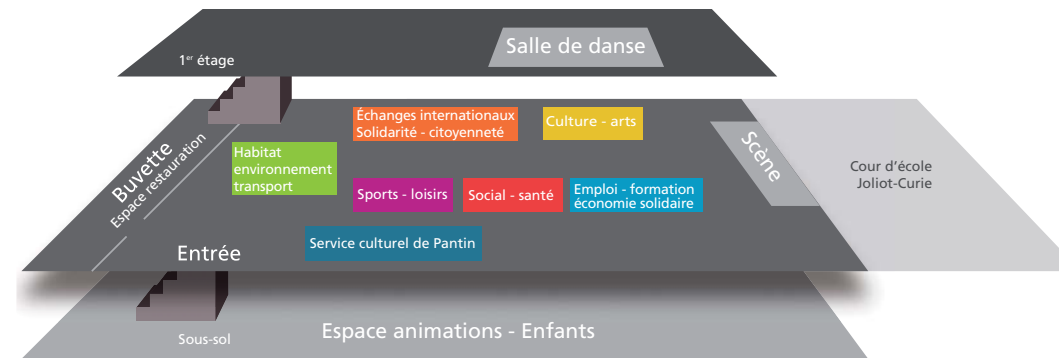 1er étage
Salle de danse
Échanges internationaux
Solidarité - citoyenneté
Culture - arts
Scène
Buvette
Espace restauration
Habitat
environnement
transport
Cour d'école
Joliot-Curie
Sports - loisirs
Social - santé
Emploi - formation
économie solidaire
Entrée
Service culturel de Pantin
Sous-sol
Espace animations - Enfants